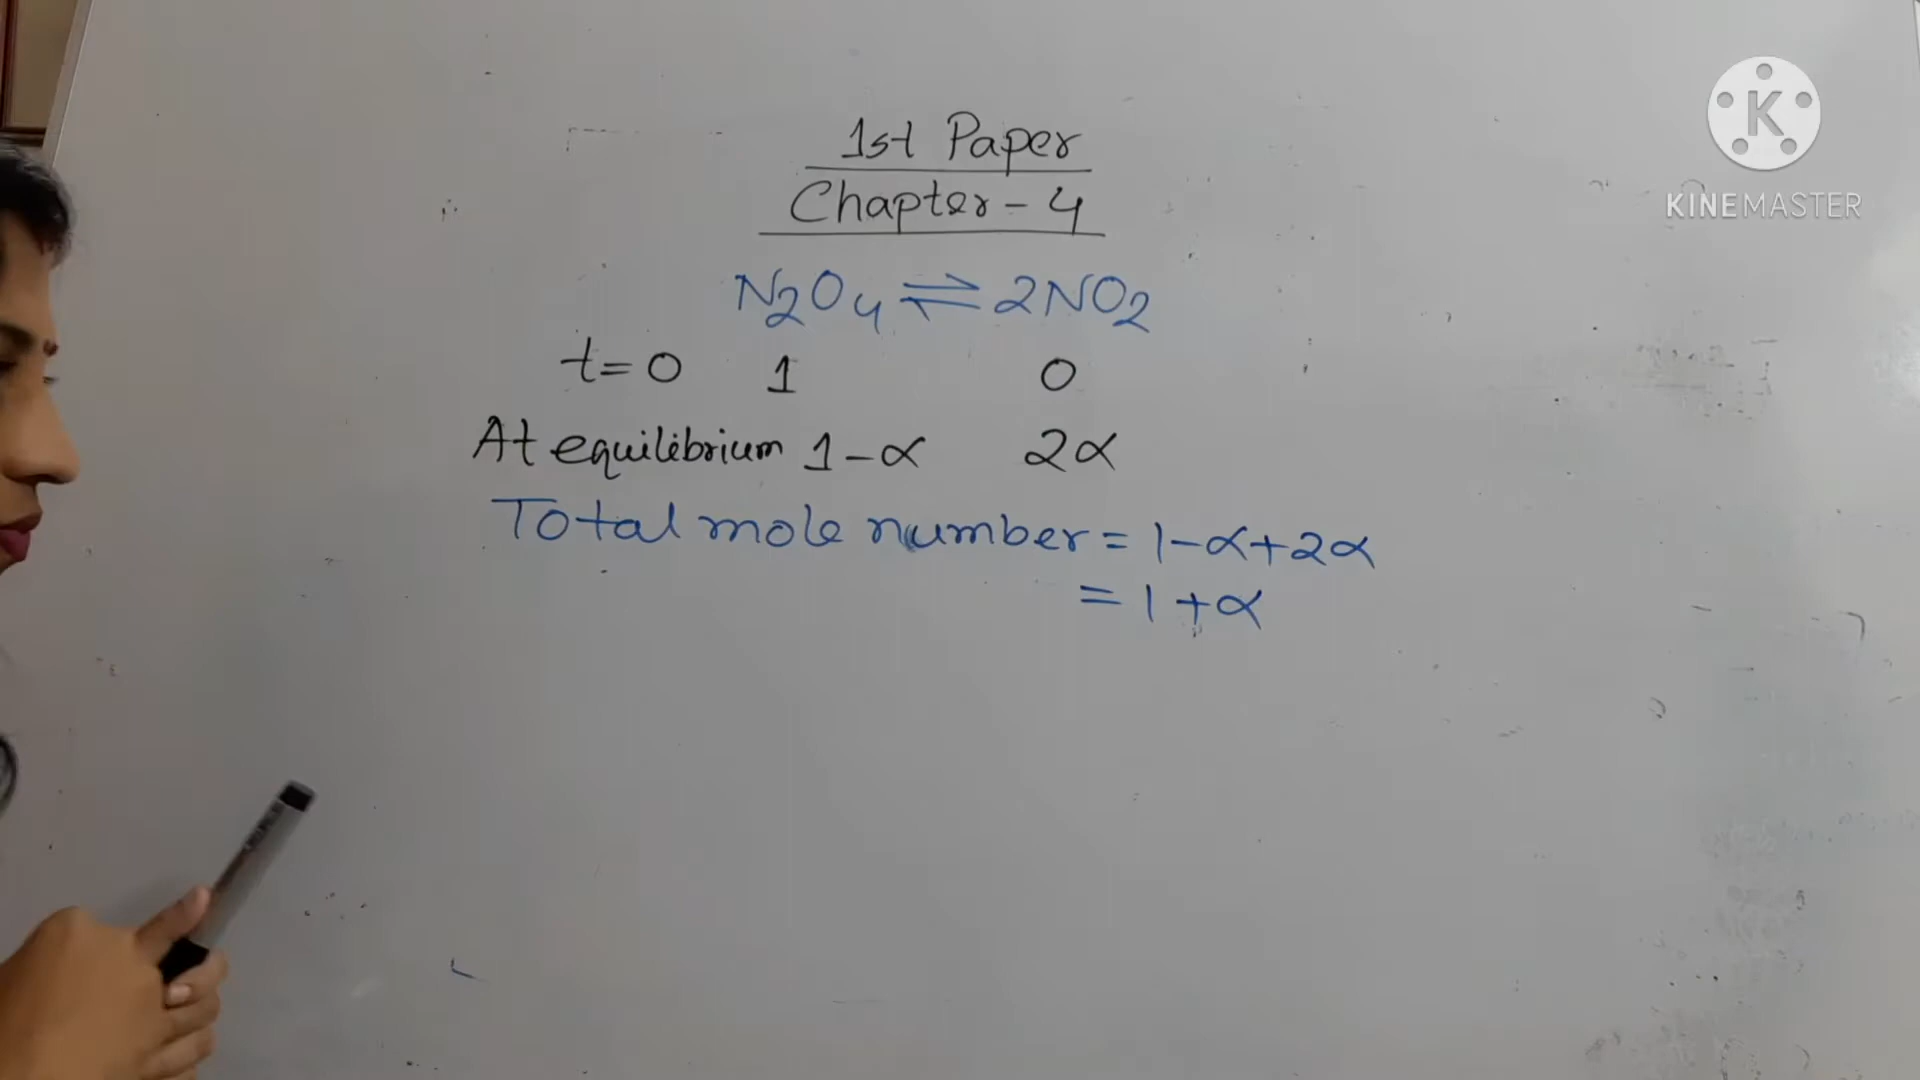 1st Paper
Chapter - 4
N2O4 ⇌ 2NO2
t=0 1 0
At equilibrium 1-α 2α
Total mole number = 1-α+2α
= 1+α
K
KINEMASTER